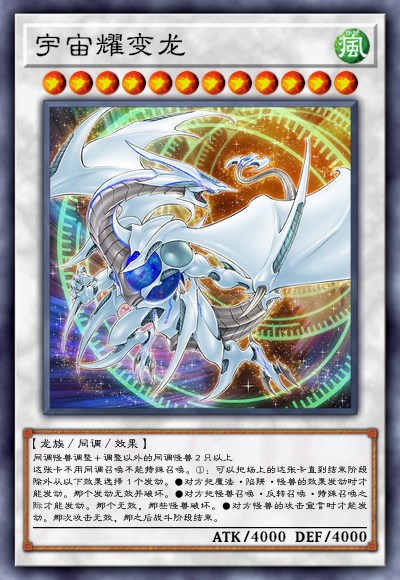 宇宙耀变龙
風
【龙族／同调／效果】
同调怪兽调整＋调整以外的同调怪兽２只以上
这张卡不用同调召唤不能特殊召唤。①：可以把场上的这张卡直到结束阶段
除外从以下效果选择１个发动。●对方把魔法・陷阱・怪兽的效果发动时才
能发动。那个发动无效并破坏。●对方把怪兽召唤・反转召唤・特殊召唤之
际才能发动。那个无效，那些怪兽破坏。●对方怪兽的攻击宣言时才能发
动。那次攻击无效，那之后战斗阶段结束。
ATK/4000 DEF/4000